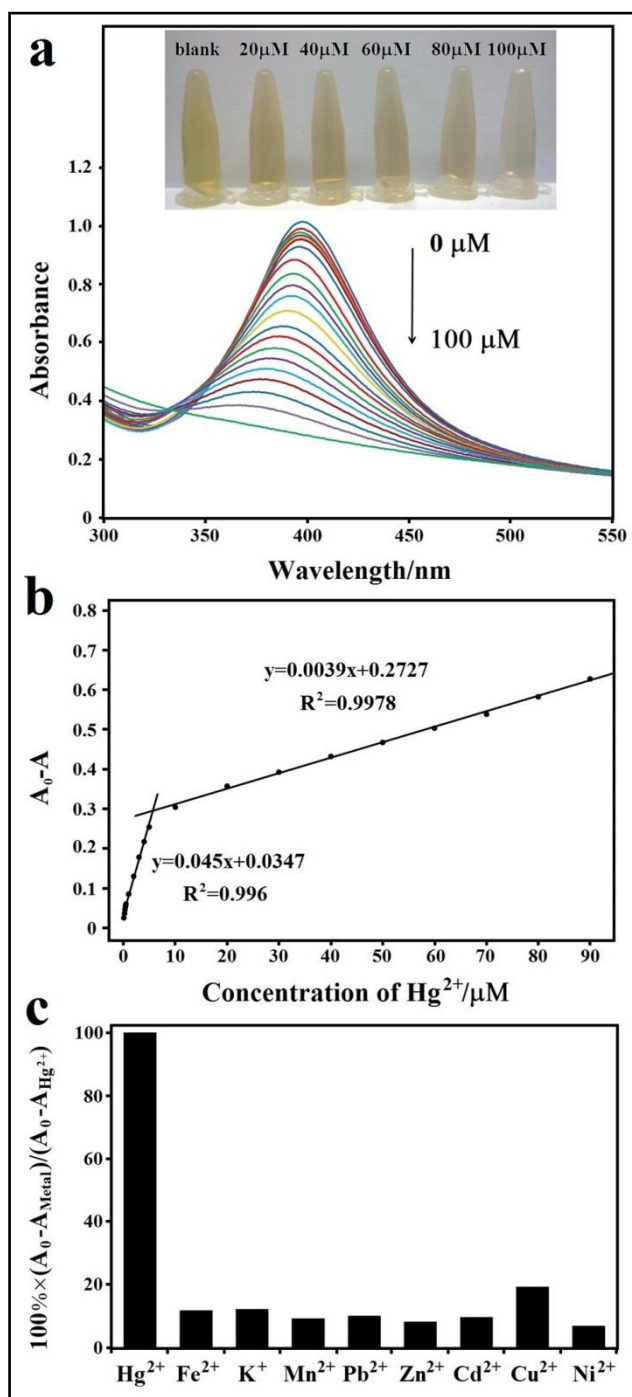 a
blank 20μM 40μM 60μM 80μM 100μM
1.2
1.0
0.8
0.6
0.4
0.2
0
Absorbance
0 μM
100 μM
300 350 400 450 500 550
Wavelength/nm
b
0.8
0.6
0.5
0.4
0.3
0.2
0.1
0
A₀-A
y=0.0039x+0.2727
R²=0.9978
y=0.045x+0.0347
R²=0.996
0 10 20 30 40 50 60 70 80 90
Concentration of Hg²⁺/μM
c
100
80
60
40
20
0
100%×(A₀-A_Metal)/(A₀-A_Hg²⁺)
Hg²⁺ Fe²⁺ K⁺ Mn²⁺ Pb²⁺ Zn²⁺ Cd²⁺ Cu²⁺ Ni²⁺